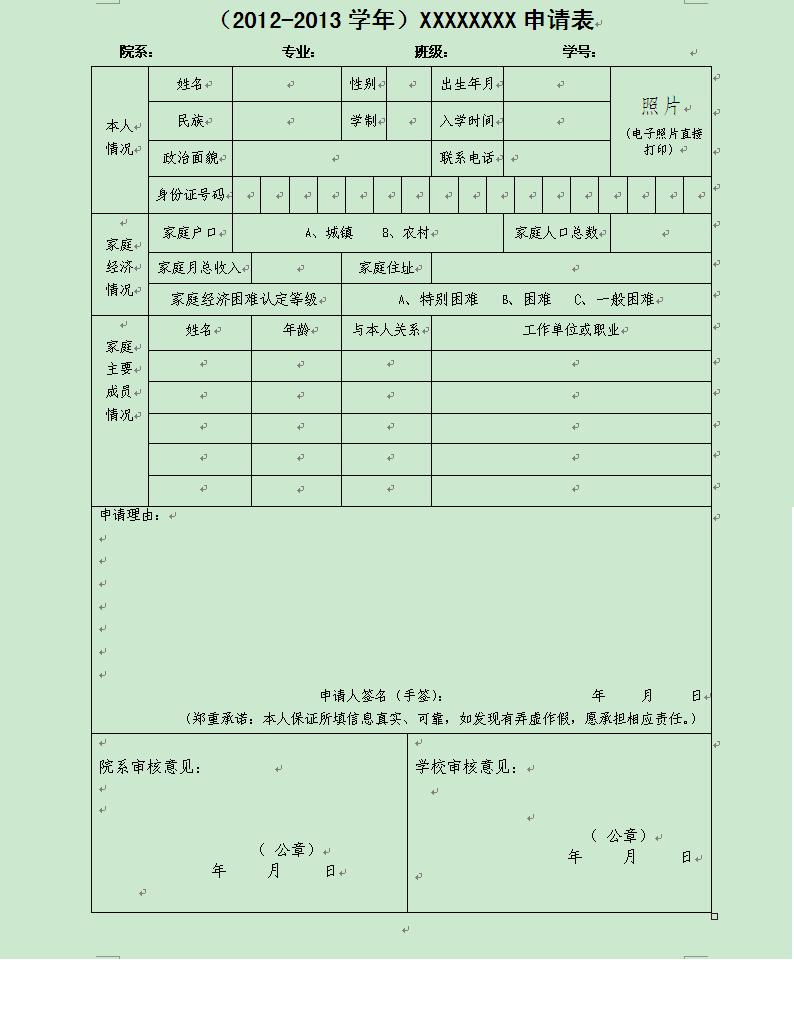 （2012-2013 学年）XXXXXXXX 申请表
院系： 专业： 班级： 学号：
姓名 性别 出生年月 照片
（电子照片直接
打印）
本人
情况
民族 学制 入学时间
政治面貌 联系电话
身份证号码
家庭
经济
情况
家庭户口 A、城镇 B、农村 家庭人口总数
家庭月总收入 家庭住址
家庭经济困难认定等级 A、特别困难 B、困难 C、一般困难
家庭
主要
成员
情况
姓名 年龄 与本人关系 工作单位或职业
申请理由：
申请人签名（手签）： 年 月 日
（郑重承诺：本人保证所填信息真实、可靠，如发现有弄虚作假，愿承担相应责任。）
院系审核意见：
（ 公章）
年 月 日
学校审核意见：
（ 公章）
年 月 日